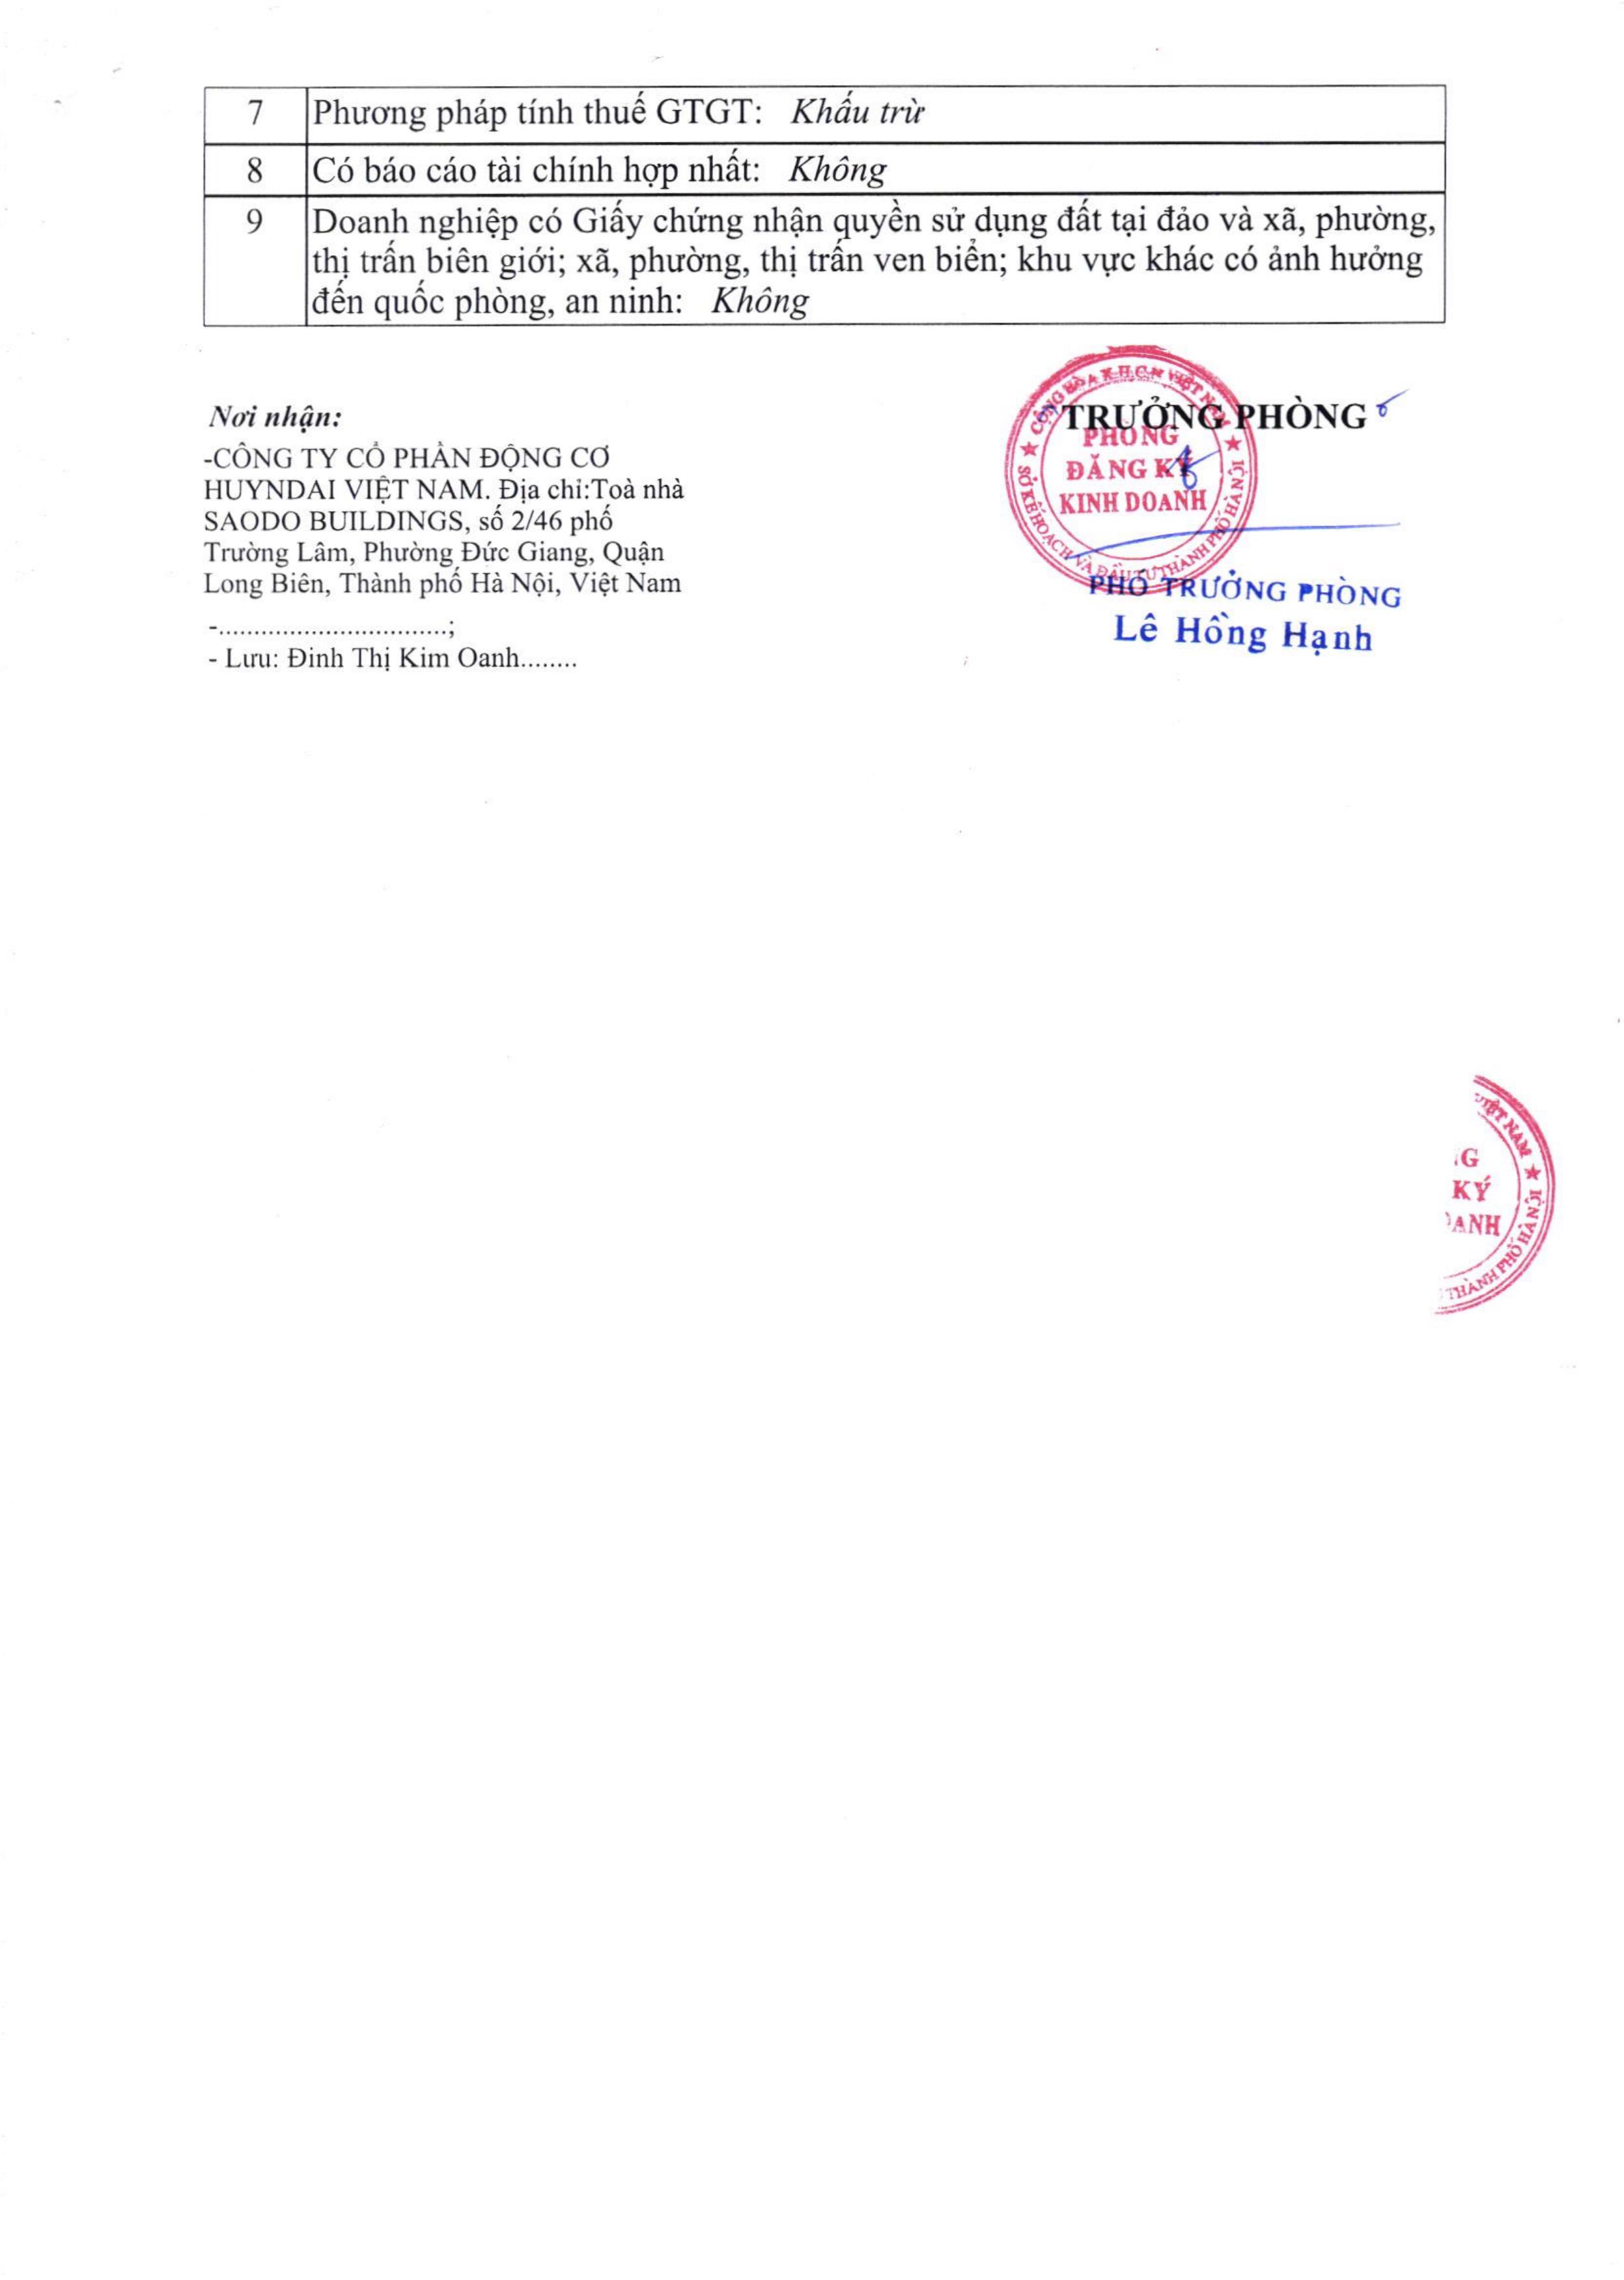 7 Phương pháp tính thuế GTGT: Khấu trừ
8 Có báo cáo tài chính hợp nhất: Không
9 Doanh nghiệp có Giấy chứng nhận quyền sử dụng đất tại đảo và xã, phường,
thị trấn biên giới; xã, phường, thị trấn ven biển; khu vực khác có ảnh hưởng
đến quốc phòng, an ninh: Không
Nơi nhận:
-CÔNG TY CỔ PHẦN ĐỘNG CƠ
HUYNDAI VIỆT NAM. Địa chỉ:Toà nhà
SAODO BUILDINGS, số 2/46 phố
Trường Lâm, Phường Đức Giang, Quận
Long Biên, Thành phố Hà Nội, Việt Nam
-................................;
- Lưu: Đinh Thị Kim Oanh........
TRƯỞNG PHÒNG
CỘNG HÒA X.H.C.N VIỆT NAM
PHÒNG
ĐĂNG KÝ
KINH DOANH
SỞ KẾ HOẠCH VÀ ĐẦU TƯ THÀNH PHỐ HÀ NỘI
PHÓ TRƯỞNG PHÒNG
Lê Hồng Hạnh
VIỆT NAM
G
KÝ
OANH
THÀNH PHỐ HÀ NỘI